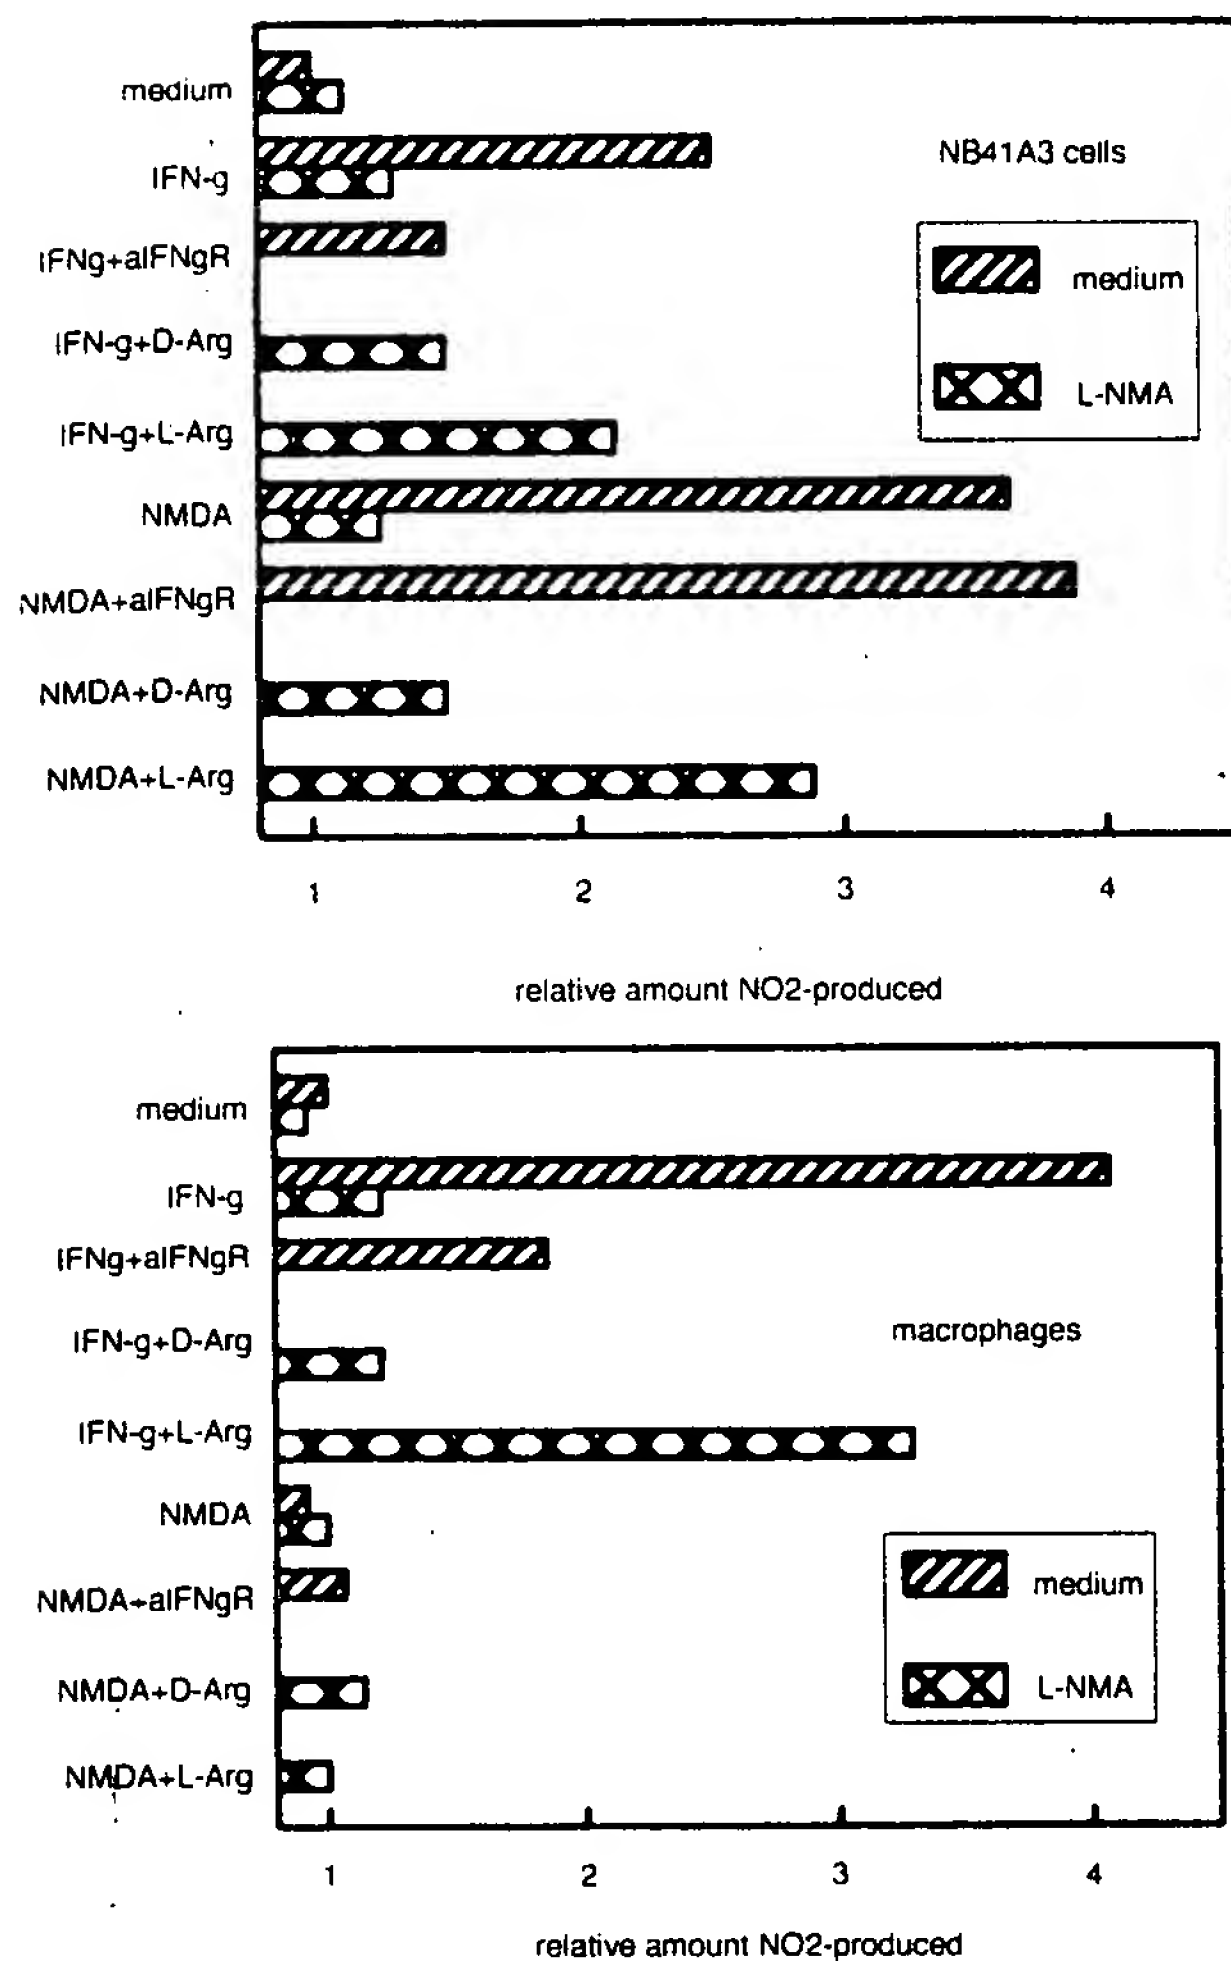 medium
IFN-g
IFNg+aIFNgR
IFN-g+D-Arg
IFN-g+L-Arg
NMDA
NMDA+aIFNgR
NMDA+D-Arg
NMDA+L-Arg
NB41A3 cells
medium
L-NMA
1 2 3 4
relative amount NO2-produced
medium
IFN-g
IFNg+aIFNgR
IFN-g+D-Arg
IFN-g+L-Arg
NMDA
NMDA+aIFNgR
NMDA+D-Arg
NMDA+L-Arg
macrophages
medium
L-NMA
1 2 3 4
relative amount NO2-produced